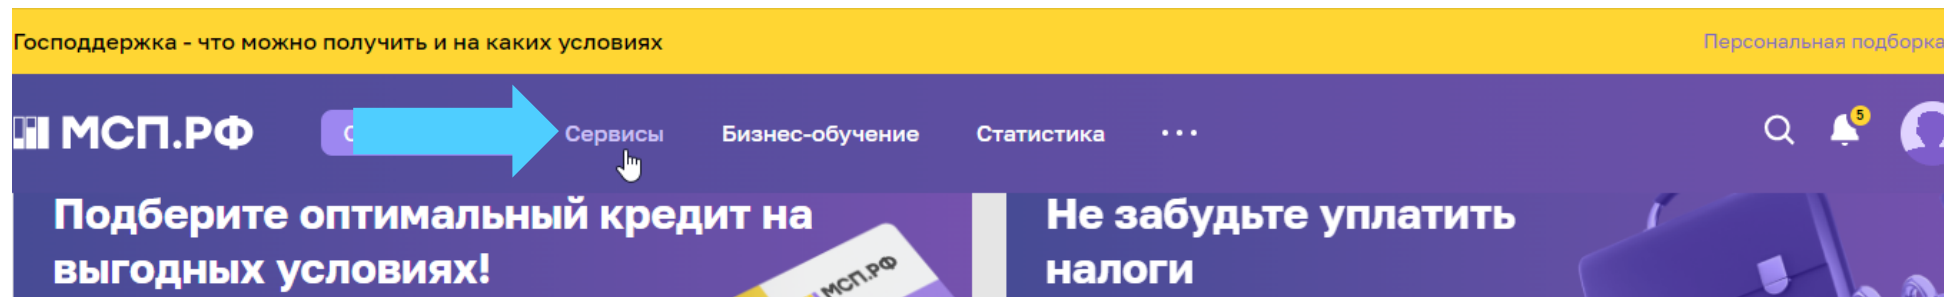 Господдержка - что можно получить и на каких условиях
Персональная подборка
МСП.РФ
Сервисы
Бизнес-обучение
Статистика
5
Подберите оптимальный кредит на
выгодных условиях!
МСП.РФ
Не забудьте уплатить
налоги